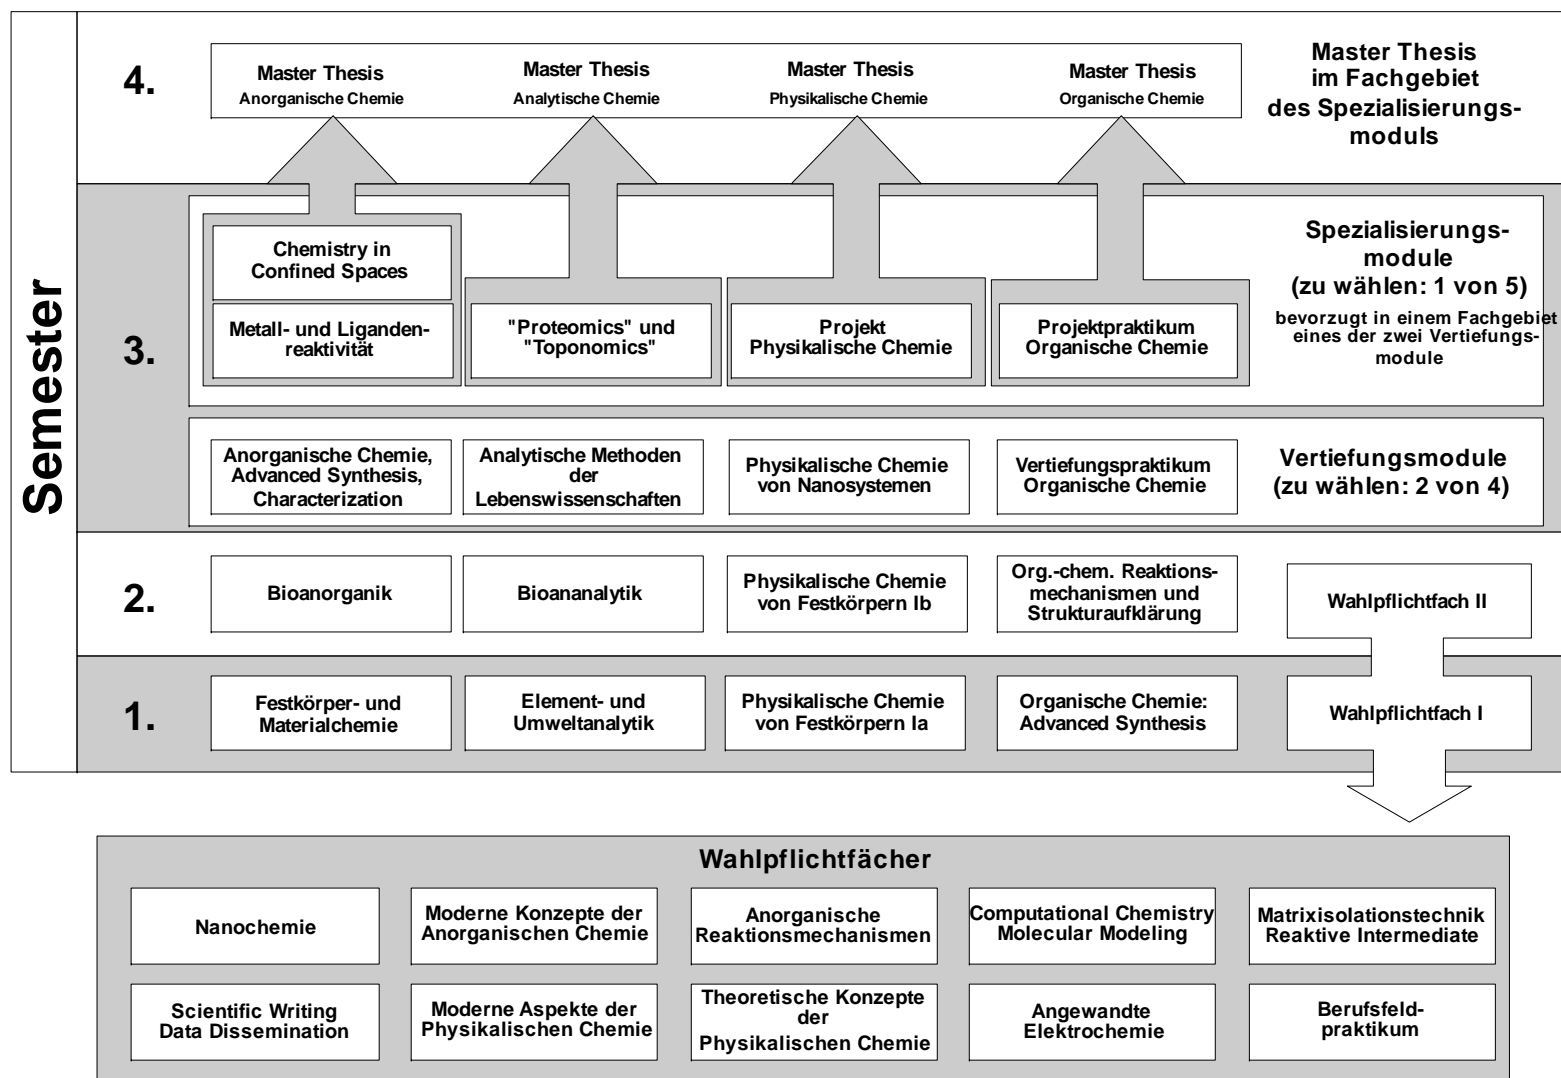 Semester
4.
Master Thesis
Anorganische Chemie
Master Thesis
Analytische Chemie
Master Thesis
Physikalische Chemie
Master Thesis
Organische Chemie
Master Thesis
im Fachgebiet
des Spezialisierungs-
moduls
3.
Chemistry in
Confined Spaces
Metall- und Liganden-
reaktivität
"Proteomics" und
"Toponomics"
Projekt
Physikalische Chemie
Projektpraktikum
Organische Chemie
Spezialisierungs-
module
(zu wählen: 1 von 5)
bevorzugt in einem Fachgebiet
eines der zwei Vertiefungs-
module
Anorganische Chemie,
Advanced Synthesis,
Characterization
Analytische Methoden
der
Lebenswissenschaften
Physikalische Chemie
von Nanosystemen
Vertiefungspraktikum
Organische Chemie
Vertiefungsmodule
(zu wählen: 2 von 4)
2.
Bioanorganik
Bioananalytik
Physikalische Chemie
von Festkörpern Ib
Org.-chem. Reaktions-
mechanismen und
Strukturaufklärung
Wahlpflichtfach II
1.
Festkörper- und
Materialchemie
Element- und
Umweltanalytik
Physikalische Chemie
von Festkörpern Ia
Organische Chemie:
Advanced Synthesis
Wahlpflichtfach I
Wahlpflichtfächer
Nanochemie
Moderne Konzepte der
Anorganischen Chemie
Anorganische
Reaktionsmechanismen
Computational Chemistry
Molecular Modeling
Matrixisolationstechnik
Reaktive Intermediate
Scientific Writing
Data Dissemination
Moderne Aspekte der
Physikalischen Chemie
Theoretische Konzepte
der
Physikalischen Chemie
Angewandte
Elektrochemie
Berufsfeld-
praktikum